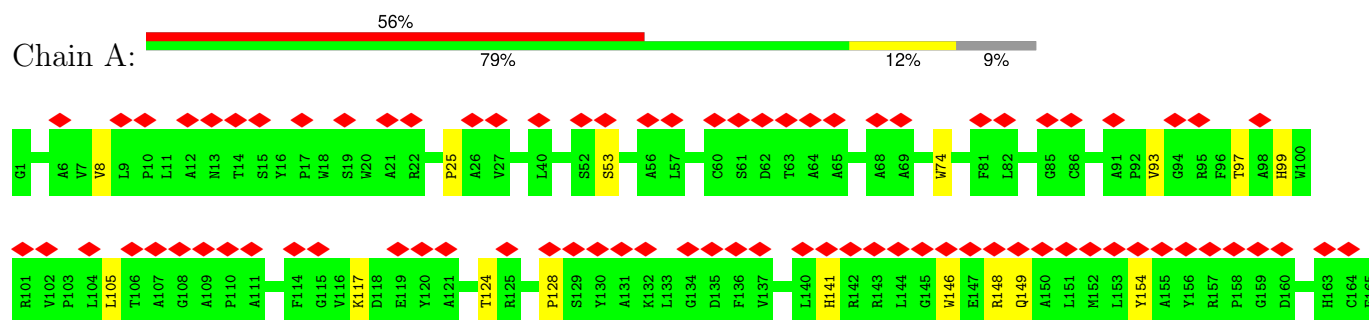 56%
Chain A:
79% 12% 9%
G1 A6 V7 V8 L9 P10 L11 A12 N13 T14 S15 Y16 P17 W18 S19 W20 A21 R22 P25 A26 V27 L40 S52 S53 A56 L57 C60 S61 D62 T63 A64 A65 A68 A69 W74 F81 L82 G85 C86 A91 P92 V93 G94 R95 F96 T97 A98 H99 W100
R101 V102 P103 L104 L105 T106 A107 G108 A109 P110 A111 F114 G115 V116 K117 D118 E119 Y120 A121 T124 R125 P128 S129 Y130 A131 K132 L133 G134 D135 F136 V137 L140 H141 R142 R143 L144 G145 W146 E147 R148 Q149 A150 L151 M152 L153 Y154 A155 Y156 R157 P158 G159 D160 H163 C164